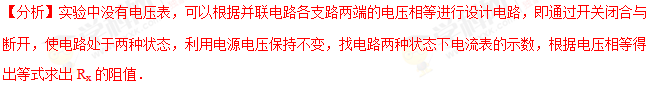 【分析】实验中没有电压表，可以根据并联电路各支路两端的电压相等进行设计电路，即通过开关闭合与
断开，使电路处于两种状态，利用电源电压保持不变，找电路两种状态下电流表的示数，根据电压相等得
出等式求出 Rx 的阻值．